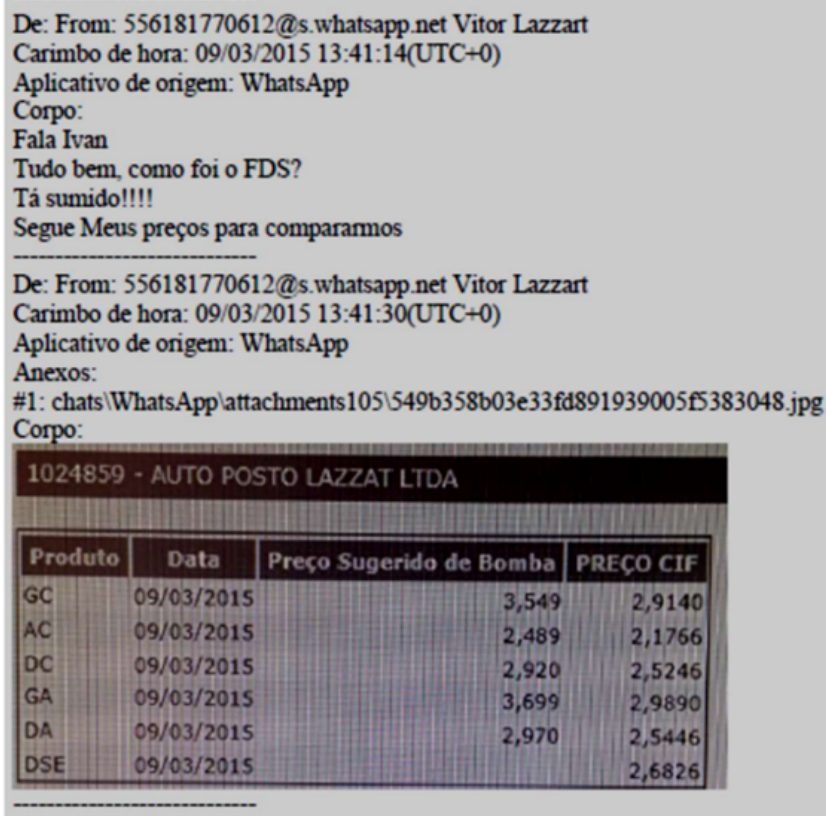 De: From: 556181770612@s.whatsapp.net Vitor Lazzart
Carimbo de hora: 09/03/2015 13:41:14(UTC+0)
Aplicativo de origem: WhatsApp
Corpo:
Fala Ivan
Tudo bem, como foi o FDS?
Tá sumido!!!!
Segue Meus preços para compararmos
----------------------------
De: From: 556181770612@s.whatsapp.net Vitor Lazzart
Carimbo de hora: 09/03/2015 13:41:30(UTC+0)
Aplicativo de origem: WhatsApp
Anexos:
#1: chats\WhatsApp\attachments105\549b358b03e33fd891939005f5383048.jpg
Corpo:
1024859 - AUTO POSTO LAZZAT LTDA
Produto Data Preço Sugerido de Bomba PREÇO CIF
GC 09/03/2015 3,549 2,9140
AC 09/03/2015 2,489 2,1766
DC 09/03/2015 2,920 2,5246
GA 09/03/2015 3,699 2,9890
DA 09/03/2015 2,970 2,5446
DSE 09/03/2015 2,6826
----------------------------